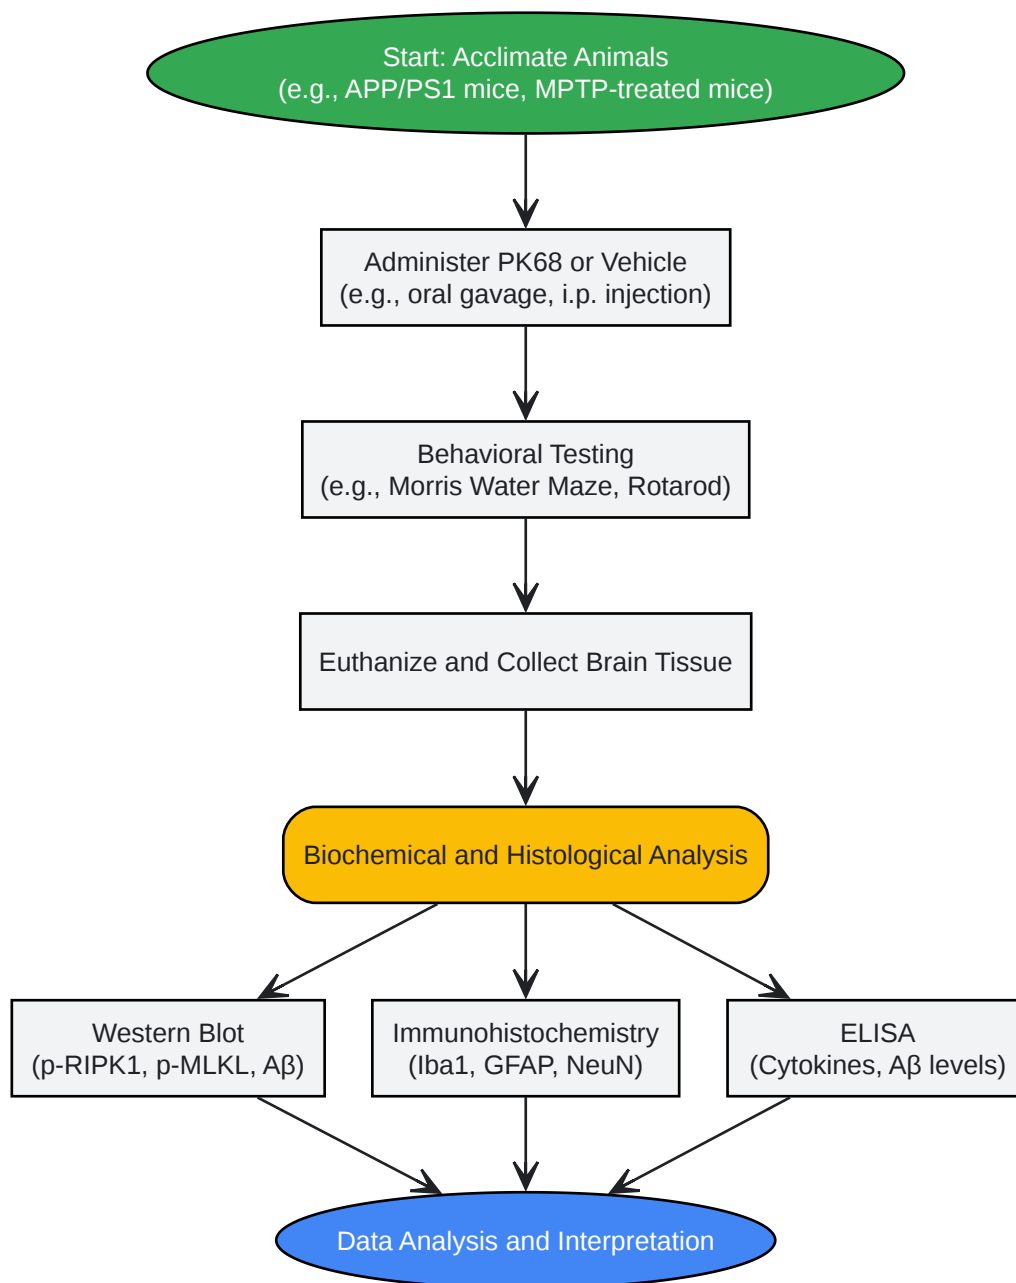 Start: Acclimate Animals
(e.g., APP/PS1 mice, MPTP-treated mice)
Administer PK68 or Vehicle
(e.g., oral gavage, i.p. injection)
Behavioral Testing
(e.g., Morris Water Maze, Rotarod)
Euthanize and Collect Brain Tissue
Biochemical and Histological Analysis
Western Blot
(p-RIPK1, p-MLKL, Aβ)
Immunohistochemistry
(Iba1, GFAP, NeuN)
ELISA
(Cytokines, Aβ levels)
Data Analysis and Interpretation